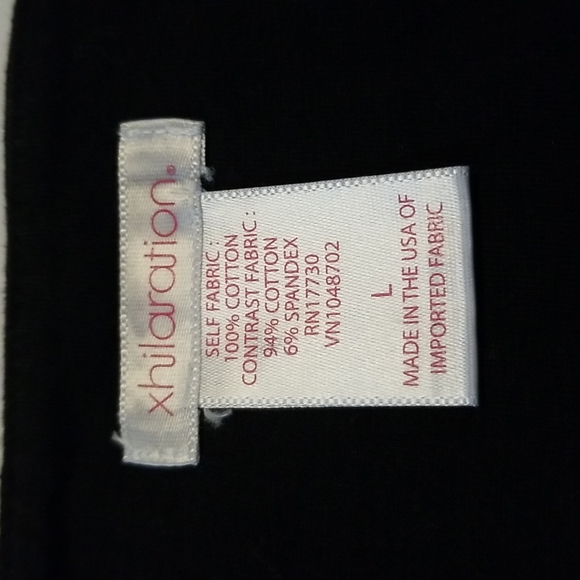 xhilaration®
SELF FABRIC :
100% COTTON
CONTRAST FABRIC :
94% COTTON
6% SPANDEX
RN17730
VN1048702
L
MADE IN THE USA OF
IMPORTED FABRIC